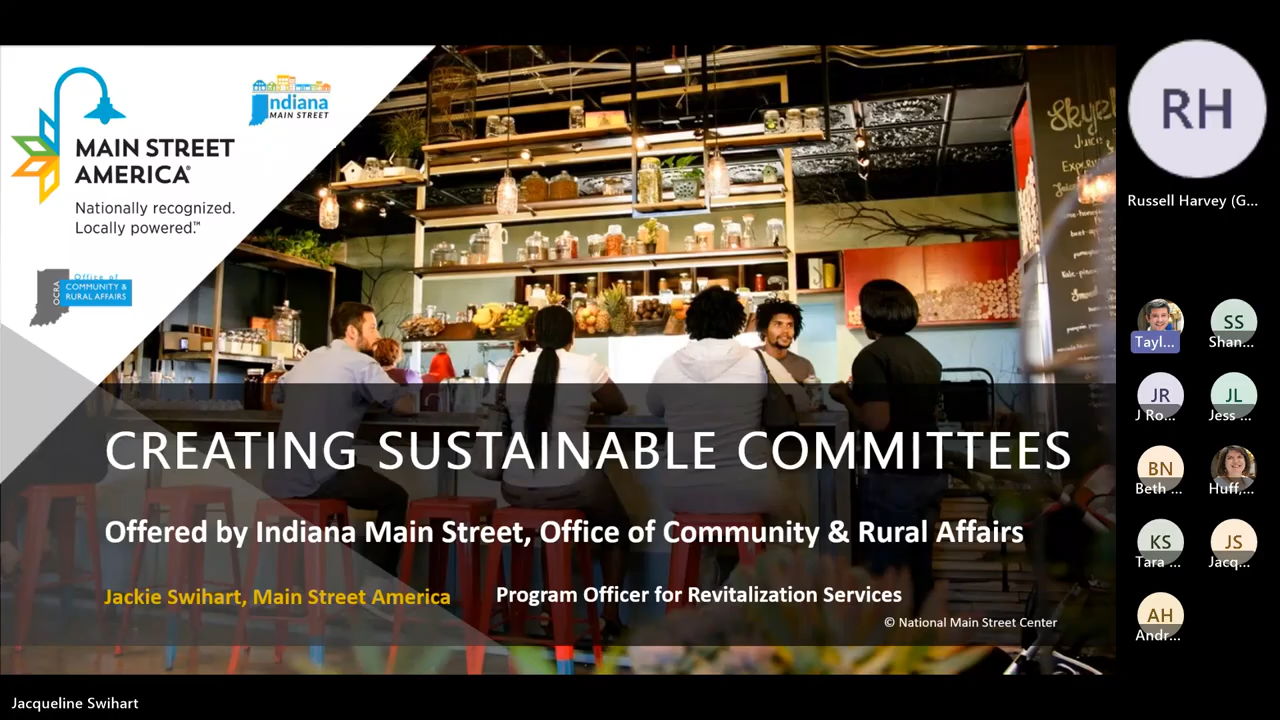 MAIN STREET
AMERICA®
Nationally recognized.
Locally powered.™
Indiana
MAIN STREET
OCRA
Office of
COMMUNITY &
RURAL AFFAIRS
CREATING SUSTAINABLE COMMITTEES
Offered by Indiana Main Street, Office of Community & Rural Affairs
Jackie Swihart, Main Street America
Program Officer for Revitalization Services
© National Main Street Center
RH
Russell Harvey (G...
Tayl...
SS
Shan...
JR
J Ro...
JL
Jess ...
BN
Beth ...
Huff,...
KS
Tara ...
JS
Jacq...
AH
Andr...
Jacqueline Swihart